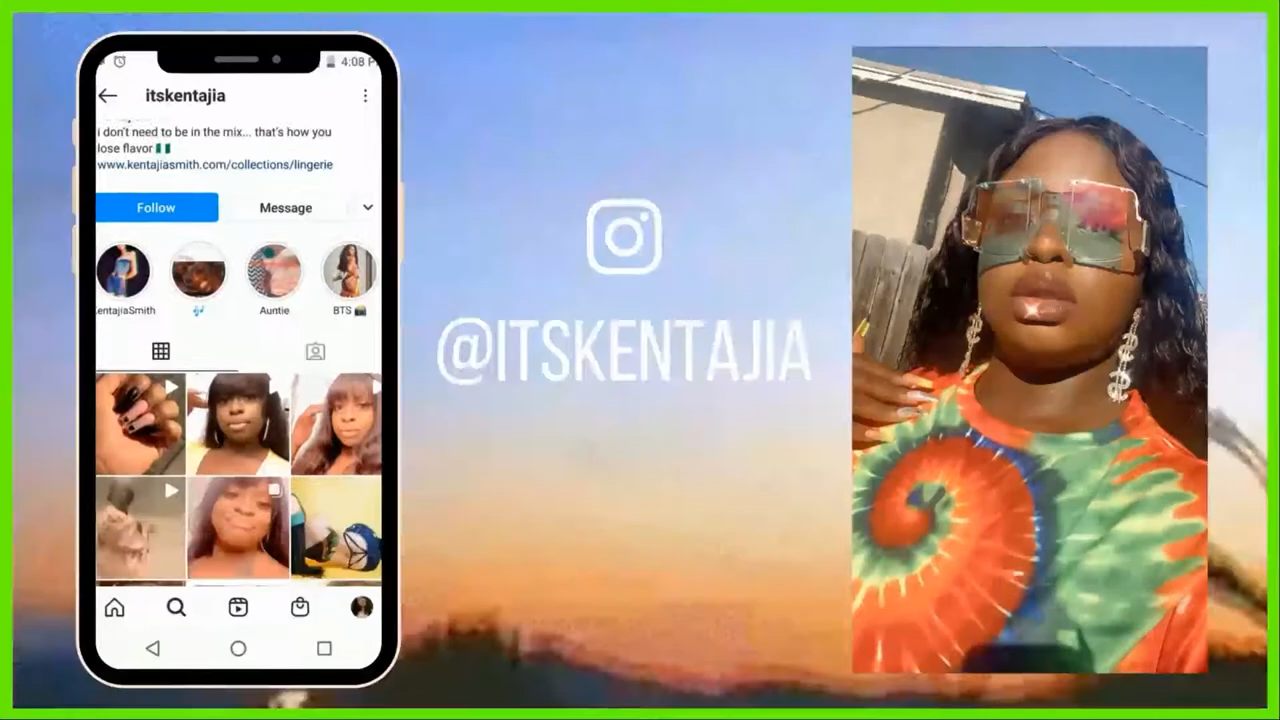 4:08 P
itskentajia
i don't need to be in the mix... that's how you
lose flavor 🇳🇬
www.kentajiasmith.com/collections/lingerie
Follow
Message
entajiaSmith
🎶
Auntie
BTS 📸
@ITSKENTAJIA